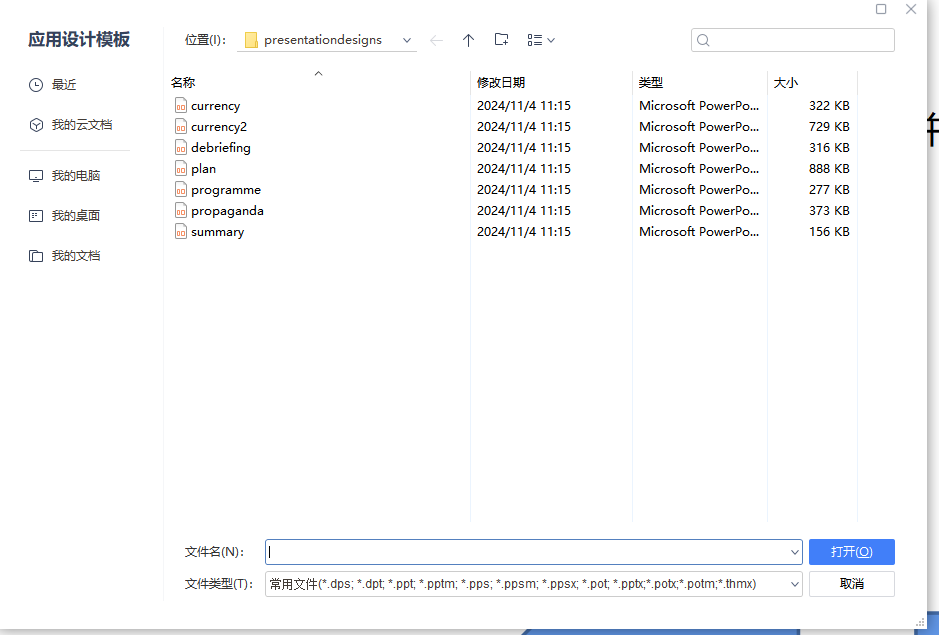 应用设计模板
位置(I): presentationdesigns
最近
我的云文档
我的电脑
我的桌面
我的文档
名称 修改日期 类型 大小
currency 2024/11/4 11:15 Microsoft PowerPo... 322 KB
currency2 2024/11/4 11:15 Microsoft PowerPo... 729 KB
debriefing 2024/11/4 11:15 Microsoft PowerPo... 316 KB
plan 2024/11/4 11:15 Microsoft PowerPo... 888 KB
programme 2024/11/4 11:15 Microsoft PowerPo... 277 KB
propaganda 2024/11/4 11:15 Microsoft PowerPo... 373 KB
summary 2024/11/4 11:15 Microsoft PowerPo... 156 KB
文件名(N): 打开(O)
文件类型(T): 常用文件(*.dps; *.dpt; *.ppt; *.pptm; *.pps; *.ppsm; *.ppsx; *.pot; *.pptx;*.potx;*.potm;*.thmx) 取消